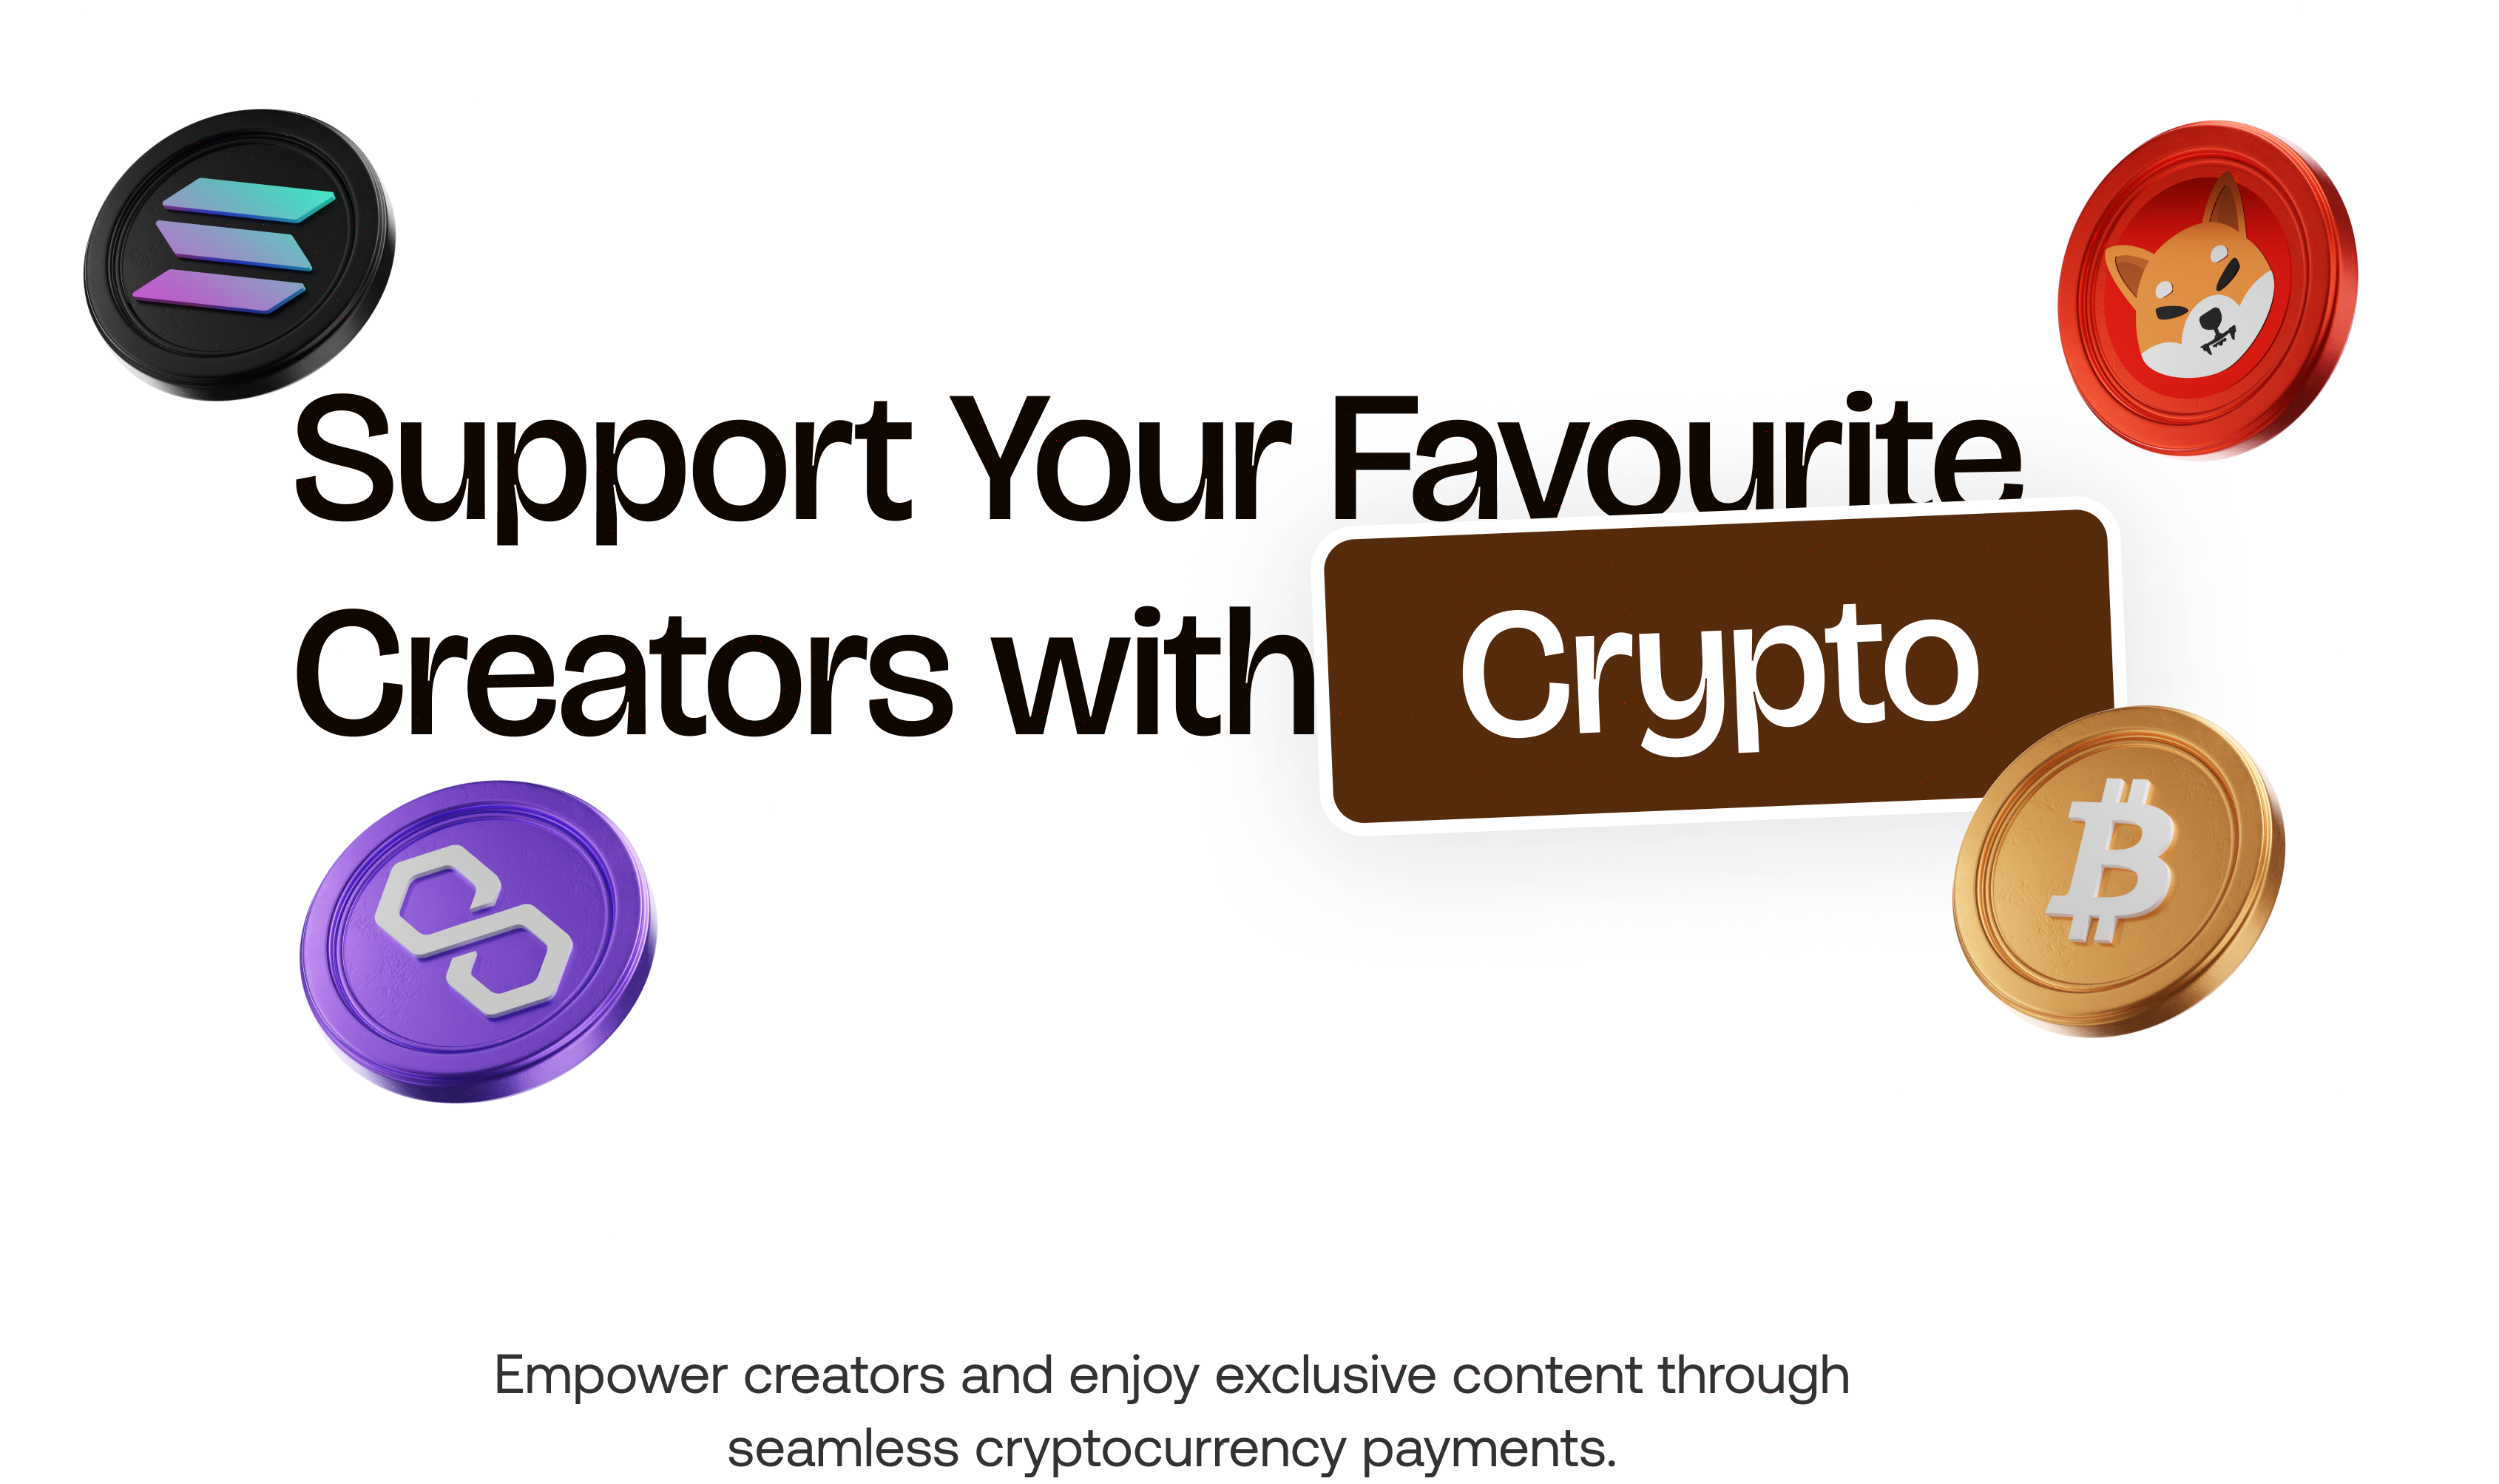 Support Your Favourite
Creators with Crypto
Empower creators and enjoy exclusive content through
seamless cryptocurrency payments.